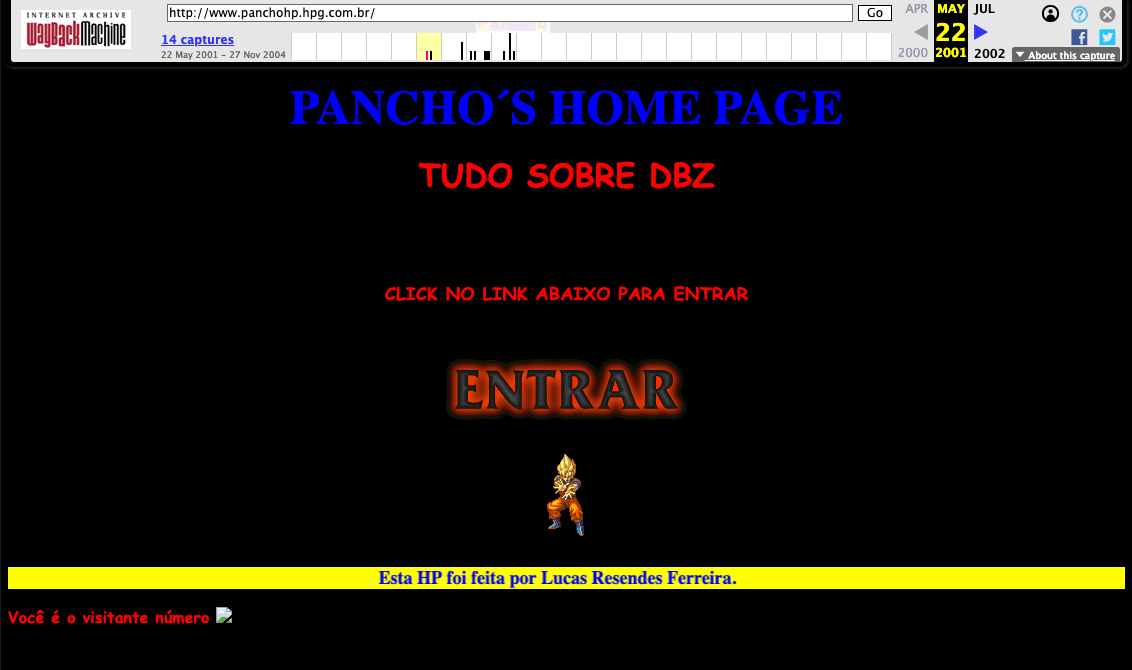 INTERNET ARCHIVE
WayBackMachine
http://www.panchohp.hpg.com.br/
Go
14 captures
22 May 2001 – 27 Nov 2004
APR MAY JUL
22
2000 2001 2002
About this capture
PANCHO´S HOME PAGE
TUDO SOBRE DBZ
CLICK NO LINK ABAIXO PARA ENTRAR
ENTRAR
Esta HP foi feita por Lucas Resendes Ferreira.
Você é o visitante número